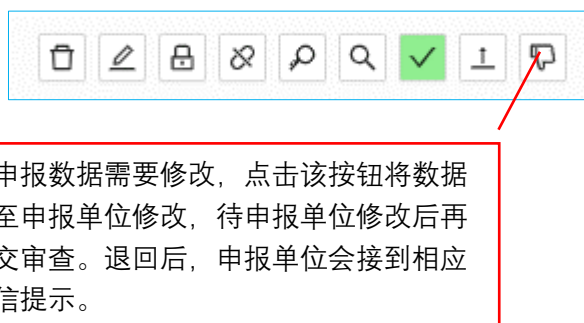 申报数据需要修改，点击该按钮将数据
至申报单位修改，待申报单位修改后再
交审查。退回后，申报单位会接到相应
信提示。